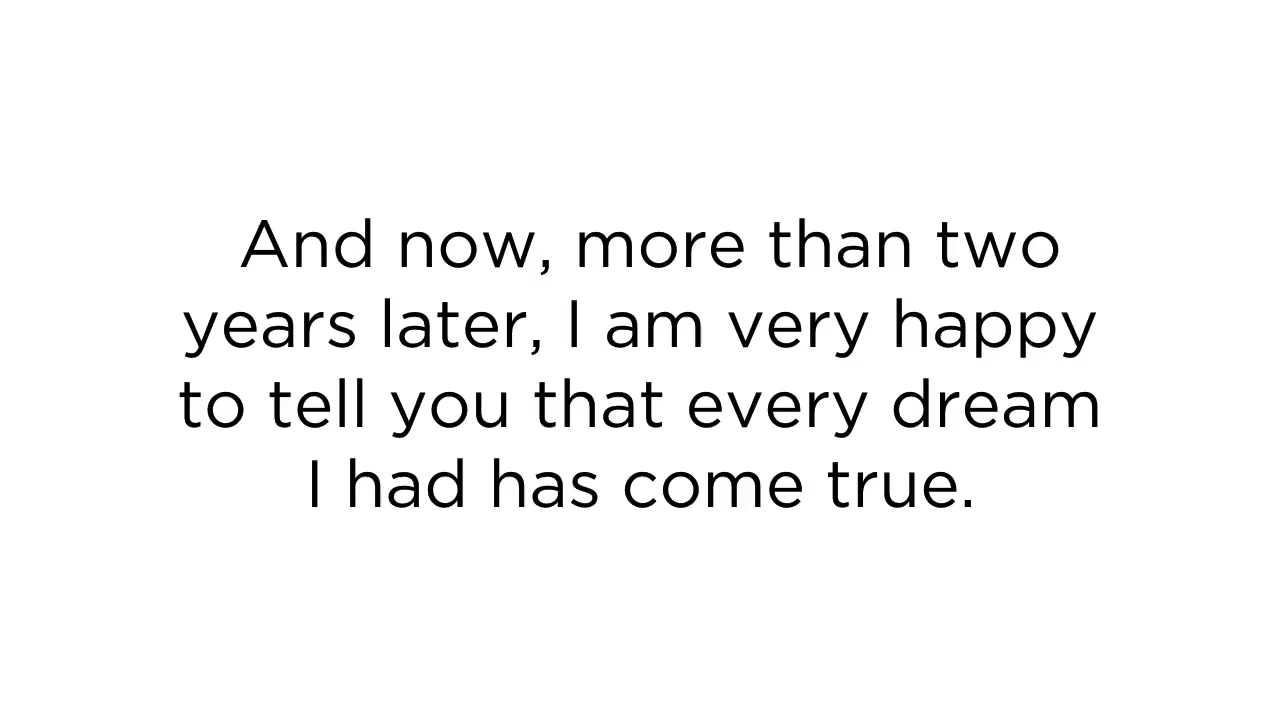 And now, more than two
years later, I am very happy
to tell you that every dream
I had has come true.